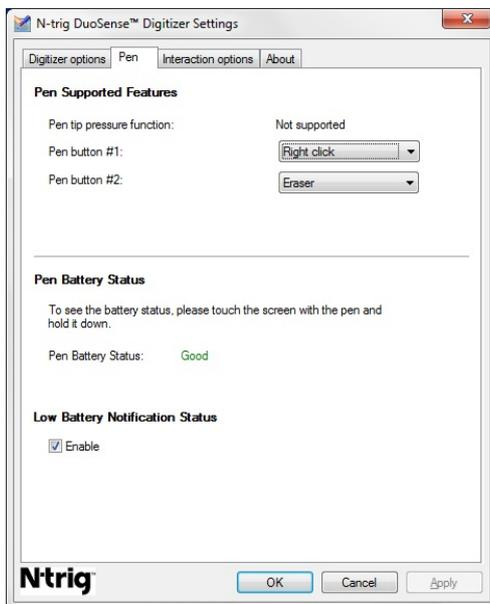 N-trig DuoSense™ Digitizer Settings
Digitizer options Pen Interaction options About
Pen Supported Features
Pen tip pressure function: Not supported
Pen button #1: Right click
Pen button #2: Eraser
Pen Battery Status
To see the battery status, please touch the screen with the pen and
hold it down.
Pen Battery Status: Good
Low Battery Notification Status
Enable
N-trig™
OK Cancel Apply